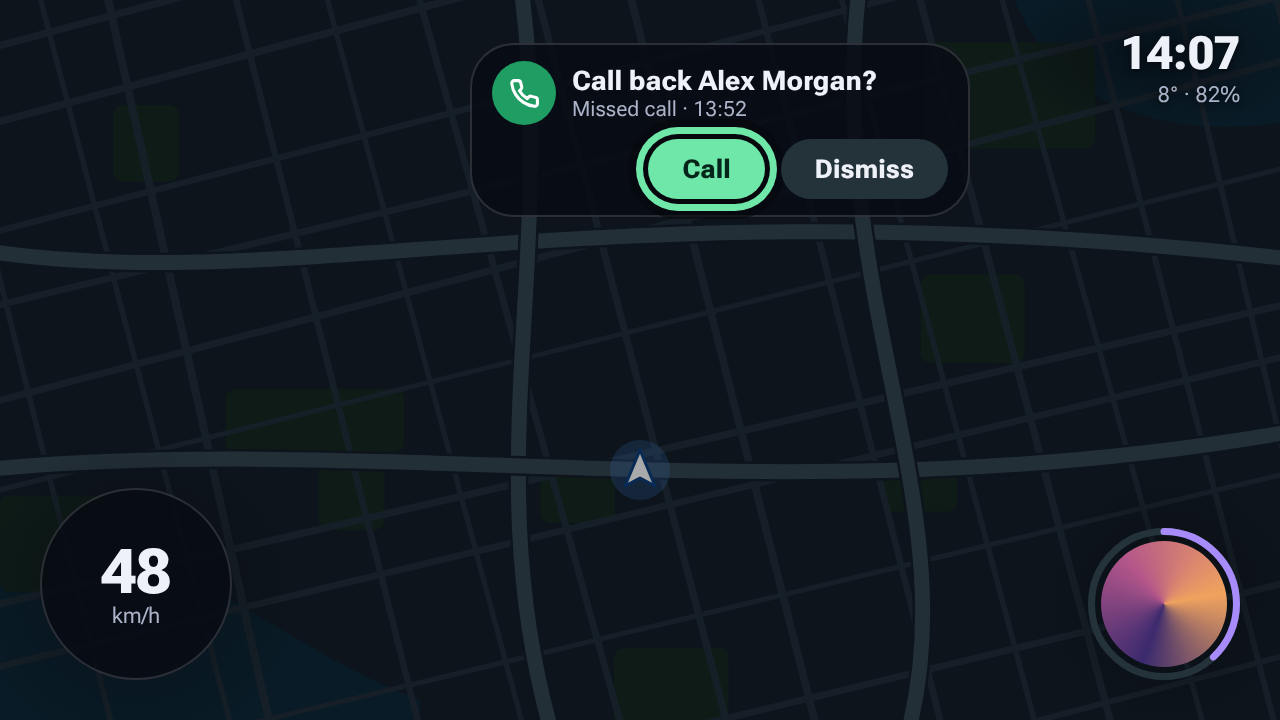 Call back Alex Morgan?
Missed call · 13:52
Call
Dismiss
14:07
8° · 82%
48
km/h